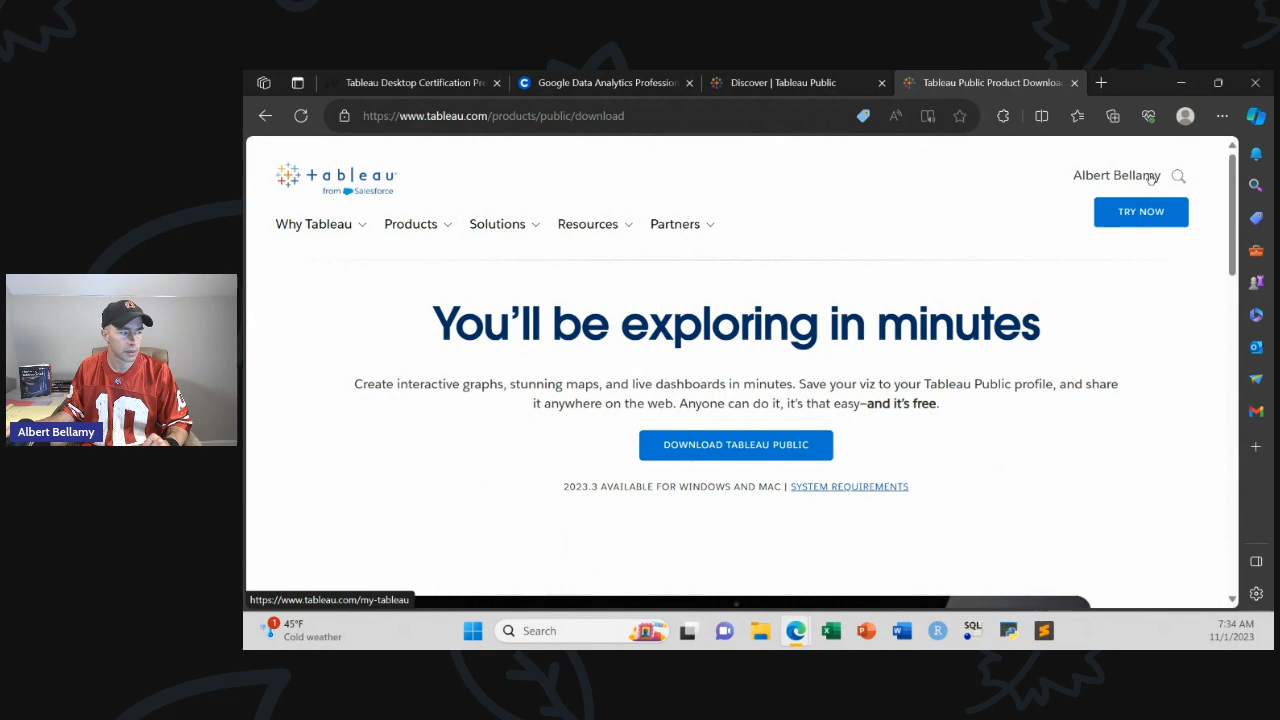 Tableau Desktop Certification Pre
Google Data Analytics Profession
Discover | Tableau Public
Tableau Public Product Downloa
https://www.tableau.com/products/public/download
tableau
from Salesforce
Albert Bellamy
TRY NOW
Why Tableau
Products
Solutions
Resources
Partners
You'll be exploring in minutes
Create interactive graphs, stunning maps, and live dashboards in minutes. Save your viz to your Tableau Public profile, and share
it anywhere on the web. Anyone can do it, it's that easy–and it's free.
DOWNLOAD TABLEAU PUBLIC
2023.3 AVAILABLE FOR WINDOWS AND MAC | SYSTEM REQUIREMENTS
10
Albert Bellamy
https://www.tableau.com/my-tableau
1
45°F
Cold weather
Search
SQL
7:34 AM
11/1/2023